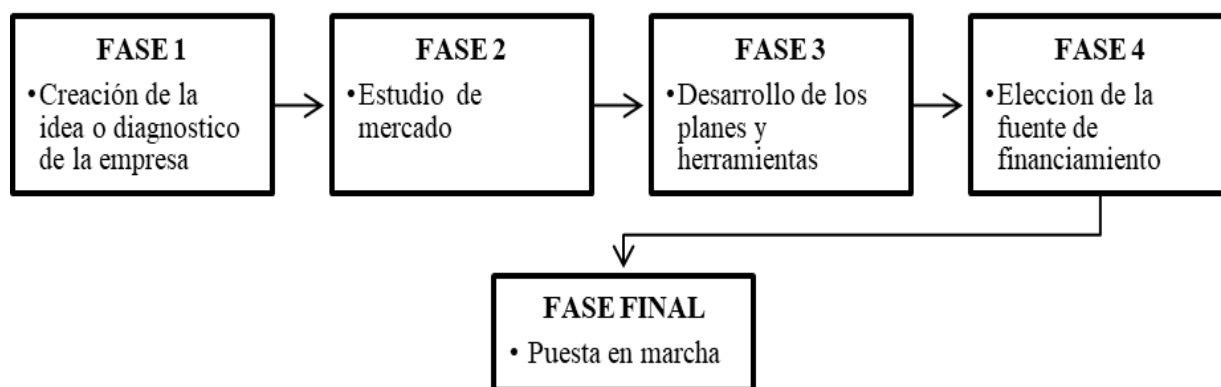 FASE 1
•Creación de la
idea o diagnostico
de la empresa
FASE 2
•Estudio de
mercado
FASE 3
•Desarrollo de los
planes y
herramientas
FASE 4
•Eleccion de la
fuente de
financiamiento
FASE FINAL
• Puesta en marcha